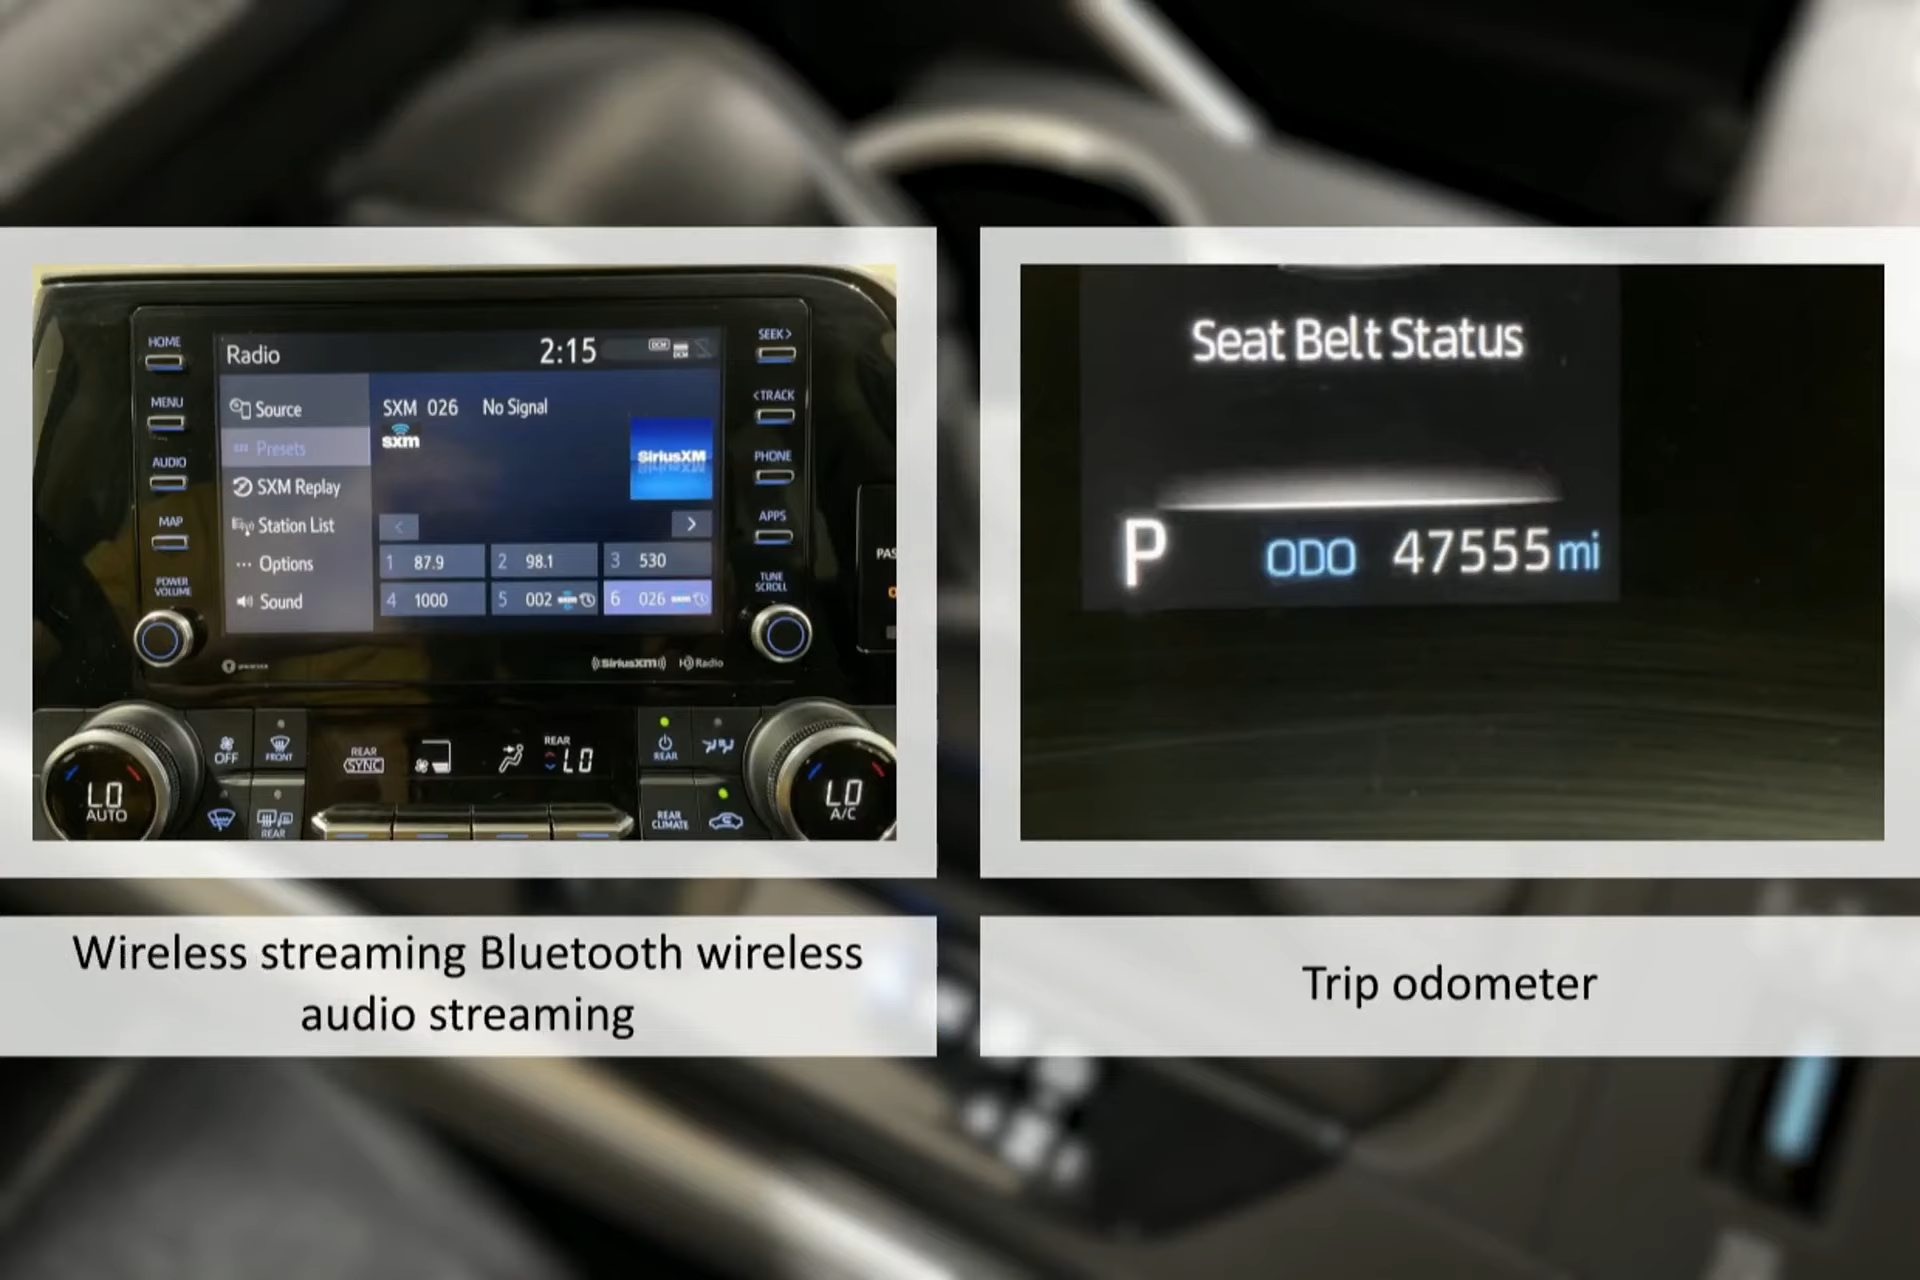 HOME
MENU
AUDIO
MAP
POWER
VOLUME
Radio
2:15
Source
Presets
SXM Replay
Station List
Options
Sound
SXM 026 No Signal
sxm
SiriusXM
<
>
1 87.9
2 98.1
3 530
4 1000
5 002
6 026
SEEK>
<TRACK
PHONE
APPS
TUNE
SCROLL
PAS
SiriusXM
HD Radio
LO
AUTO
OFF
FRONT
REAR
REAR
SYNC
REAR
LO
REAR
REAR
CLIMATE
LO
A/C
Seat Belt Status
P ODO 47555 mi
Wireless streaming Bluetooth wireless
audio streaming
Trip odometer